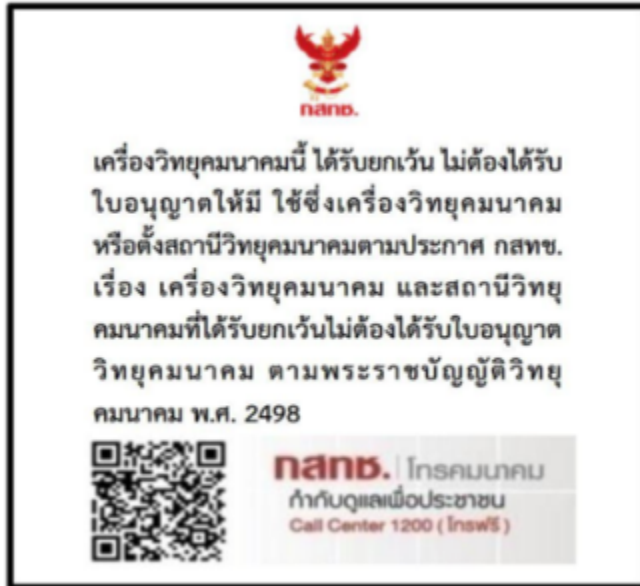 กสทช.
เครื่องวิทยุคมนาคมนี้ ได้รับยกเว้น ไม่ต้องได้รับ
ใบอนุญาตให้มี ใช้ซึ่งเครื่องวิทยุคมนาคม
หรือตั้งสถานีวิทยุคมนาคมตามประกาศ กสทช.
เรื่อง เครื่องวิทยุคมนาคม และสถานีวิทยุ
คมนาคมที่ได้รับยกเว้นไม่ต้องได้รับใบอนุญาต
วิทยุคมนาคม ตามพระราชบัญญัติวิทยุ
คมนาคม พ.ศ. 2498
กสทช. | โทรคมนาคม
กำกับดูแลเพื่อประชาชน
Call Center 1200 ( โทรฟรี )